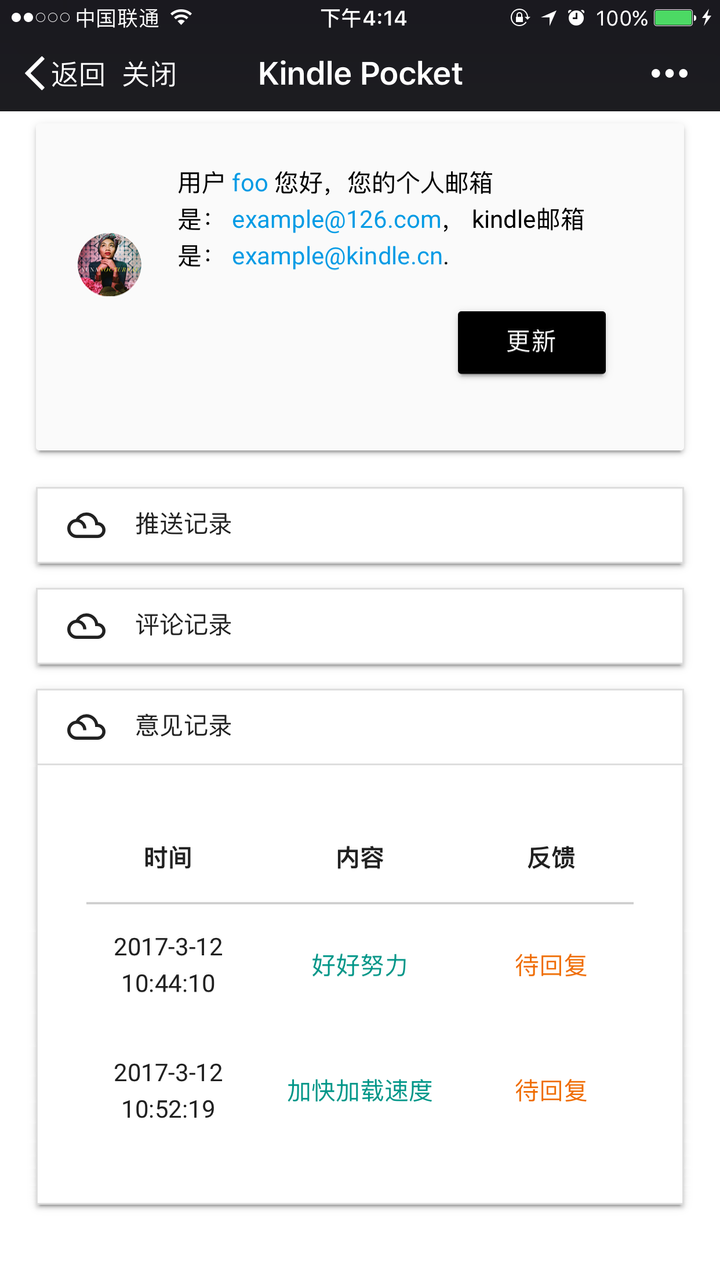 中国联通 下午4:14 100%
返回 关闭 Kindle Pocket
用户 foo 您好，您的个人邮箱
是： example@126.com， kindle邮箱
是： example@kindle.cn.
更新
推送记录
评论记录
意见记录
时间 内容 反馈
2017-3-12
10:44:10
好好努力 待回复
2017-3-12
10:52:19
加快加载速度 待回复